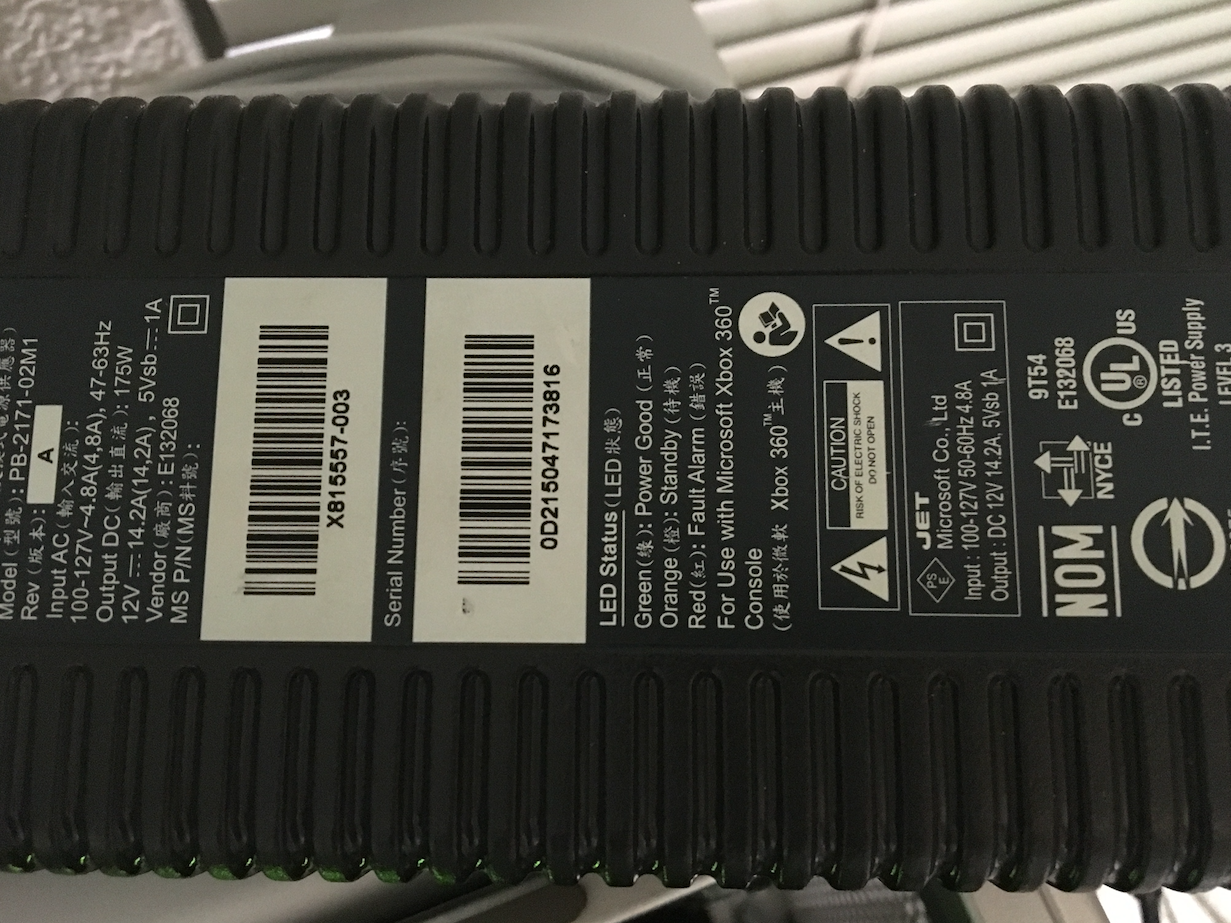 Model (型號): PB-2171-02M1
Rev (版本): A
Input AC (輸入交流):
100-127V~4.8A(4,8A), 47-63Hz
Output DC (輸出直流): 175W
12V⎓14.2A(14,2A), 5Vsb⎓1A
Vendor (廠商): E132068
MS P/N(MS料號):
X815557-003
Serial Number (序號):
0D2150471173816
LED Status (LED狀態)
Green(綠): Power Good (正常)
Orange (橙): Standby (待機)
Red(紅): Fault Alarm (錯誤)
For Use with Microsoft Xbox 360™
Console
(使用於微軟 Xbox 360™主機)
CAUTION
RISK OF ELECTRIC SHOCK
DO NOT OPEN
JET
PS
E
Microsoft Co., Ltd
Input : 100-127V 50-60Hz 4.8A
Output : DC 12V 14.2A, 5Vsb 1A
NOM
NYCE
9T54
E132068
C UL® US
LISTED
I.T.E. Power Supply
LEVEL 3